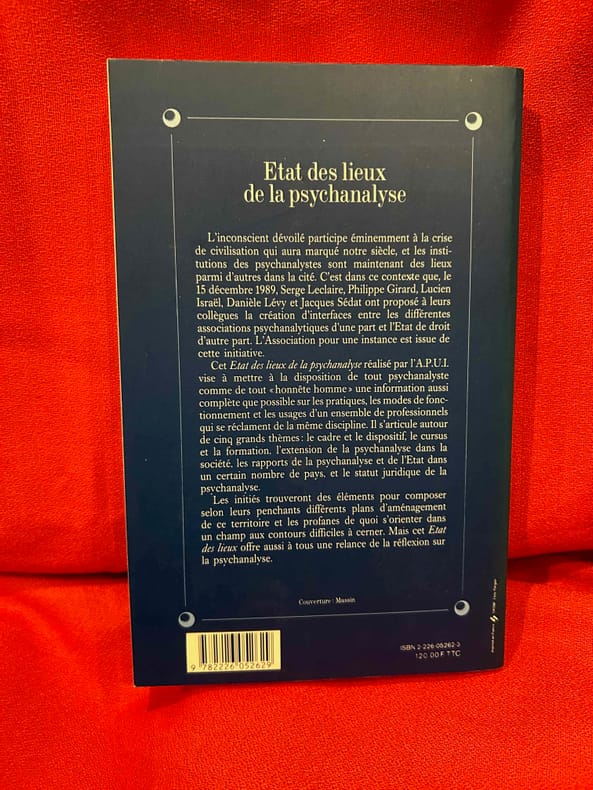 Etat des lieux
de la psychanalyse
L'inconscient dévoilé participe éminemment à la crise
de civilisation qui aura marqué notre siècle, et les insti-
tutions des psychanalystes sont maintenant des lieux
parmi d'autres dans la cité. C'est dans ce contexte que, le
15 décembre 1989, Serge Leclaire, Philippe Girard, Lucien
Israël, Danièle Lévy et Jacques Sédat ont proposé à leurs
collègues la création d'interfaces entre les différentes
associations psychanalytiques d'une part et l'Etat de droit
d'autre part. L'Association pour une instance est issue de
cette initiative.
Cet Etat des lieux de la psychanalyse réalisé par l'A.P.U.I.
vise à mettre à la disposition de tout psychanalyste
comme de tout «honnête homme» une information aussi
complète que possible sur les pratiques, les modes de fonc-
tionnement et les usages d'un ensemble de professionnels
qui se réclament de la même discipline. Il s'articule autour
de cinq grands thèmes : le cadre et le dispositif, le cursus
et la formation, l'extension de la psychanalyse dans la
société, les rapports de la psychanalyse et de l'Etat dans
un certain nombre de pays, et le statut juridique de la
psychanalyse.
Les initiés trouveront des éléments pour composer
selon leurs penchants différents plans d'aménagement
de ce territoire et les profanes de quoi s'orienter dans
un champ aux contours difficiles à cerner. Mais cet Etat
des lieux offre aussi à tous une relance de la réflexion sur
la psychanalyse.
Couverture : Massin
ISBN 2-226-05262-3
120.00 F TTC
9 782226 052629